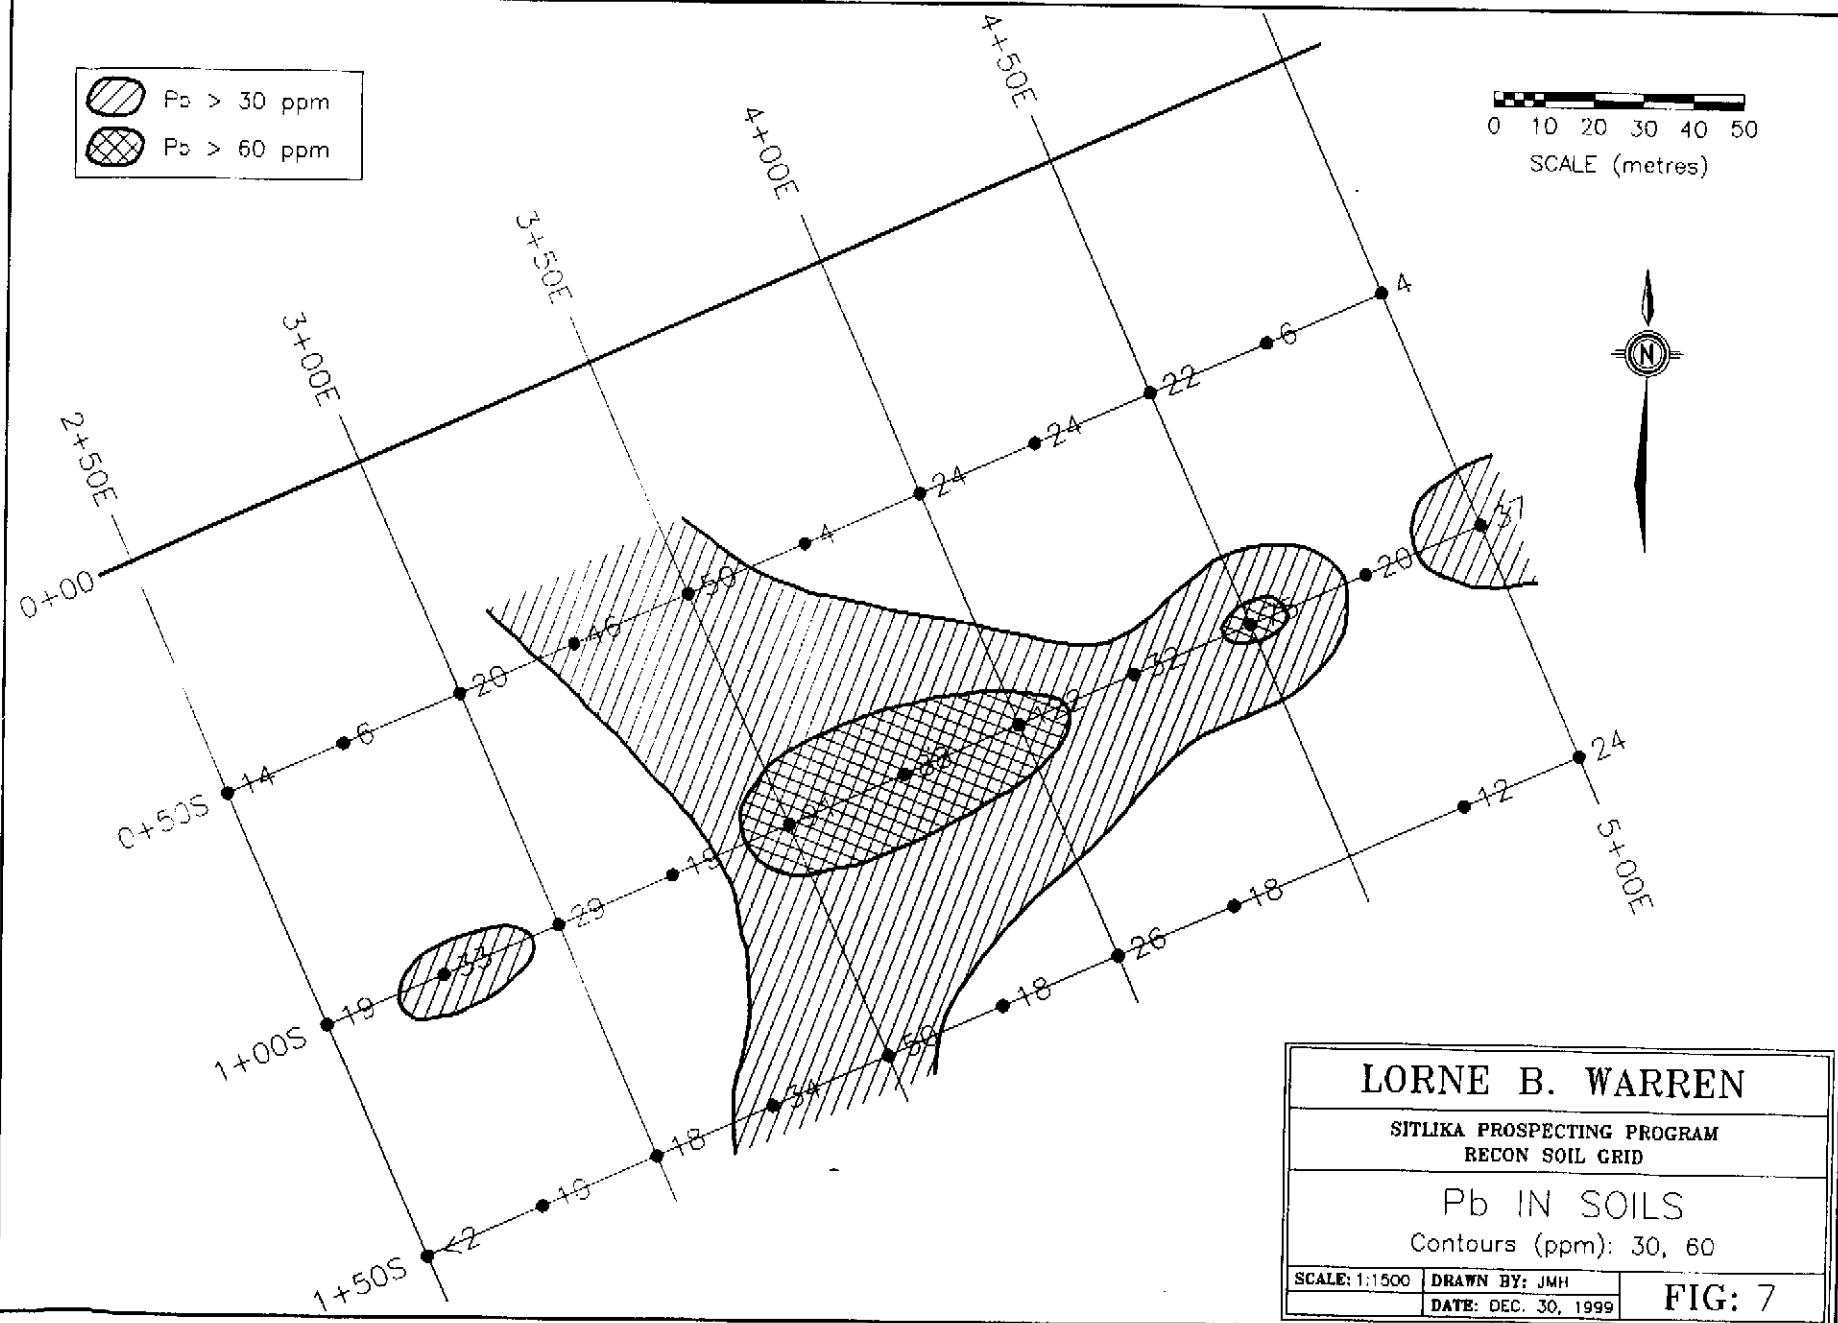 Pb > 30 ppm
Pb > 60 ppm
0 10 20 30 40 50
SCALE (metres)
N
2+50E
3+00E
3+50E
4+00E
4+50E
5+00E
0+00
0+50S
14 6 20 46 50 4 24 24 22 6 4
1+00S
19 33 29 19 32 20 37
1+50S
<2 18 34 18 26 18 12 24
LORNE B. WARREN
SITLIKA PROSPECTING PROGRAM
RECON SOIL GRID
Pb IN SOILS
Contours (ppm): 30, 60
SCALE: 1:1500
DRAWN BY: JMH
DATE: DEC. 30, 1999
FIG: 7